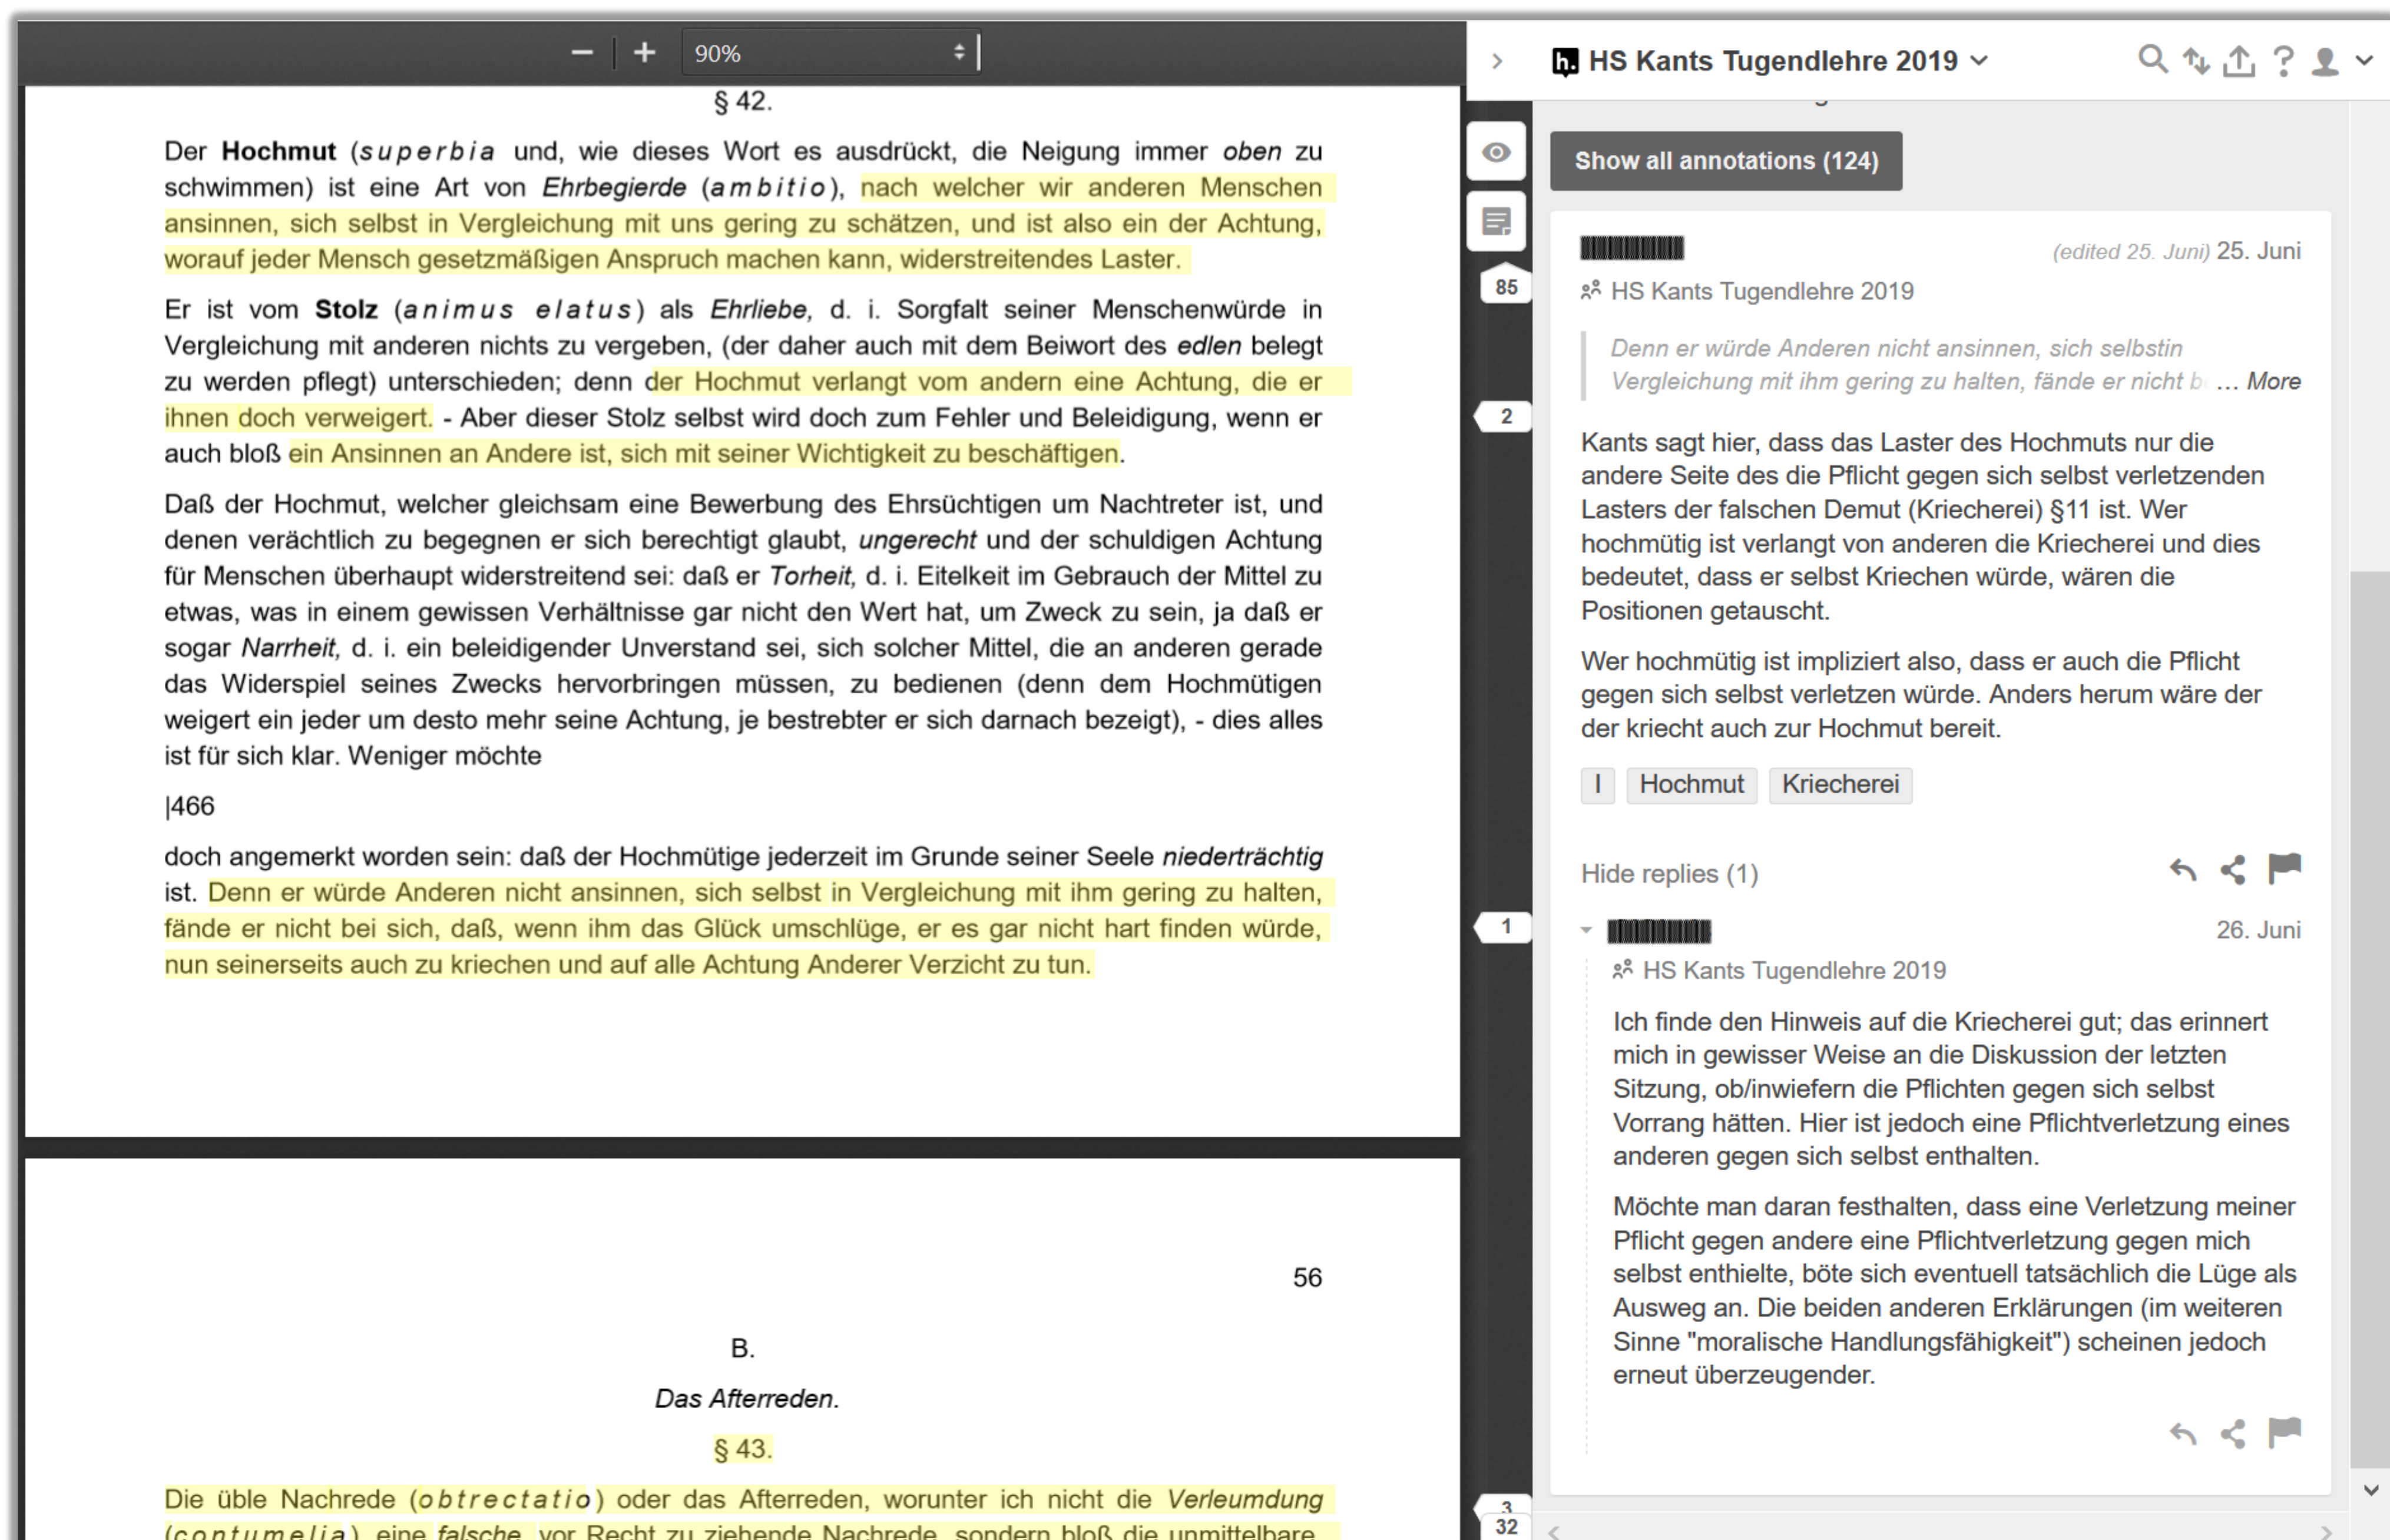 90%
§ 42.
Der Hochmut (superbia und, wie dieses Wort es ausdrückt, die Neigung immer oben zu
schwimmen) ist eine Art von Ehrbegierde (ambitio), nach welcher wir anderen Menschen
ansinnen, sich selbst in Vergleichung mit uns gering zu schätzen, und ist also ein der Achtung,
worauf jeder Mensch gesetzmäßigen Anspruch machen kann, widerstreitendes Laster.
Er ist vom Stolz (animus elatus) als Ehrliebe, d. i. Sorgfalt seiner Menschenwürde in
Vergleichung mit anderen nichts zu vergeben, (der daher auch mit dem Beiwort des edlen belegt
zu werden pflegt) unterschieden; denn der Hochmut verlangt vom andern eine Achtung, die er
ihnen doch verweigert. - Aber dieser Stolz selbst wird doch zum Fehler und Beleidigung, wenn er
auch bloß ein Ansinnen an Andere ist, sich mit seiner Wichtigkeit zu beschäftigen.
Daß der Hochmut, welcher gleichsam eine Bewerbung des Ehrsüchtigen um Nachtreter ist, und
denen verächtlich zu begegnen er sich berechtigt glaubt, ungerecht und der schuldigen Achtung
für Menschen überhaupt widerstreitend sei: daß er Torheit, d. i. Eitelkeit im Gebrauch der Mittel zu
etwas, was in einem gewissen Verhältnisse gar nicht den Wert hat, um Zweck zu sein, ja daß er
sogar Narrheit, d. i. ein beleidigender Unverstand sei, sich solcher Mittel, die an anderen gerade
das Widerspiel seines Zwecks hervorbringen müssen, zu bedienen (denn dem Hochmütigen
weigert ein jeder um desto mehr seine Achtung, je bestrebter er sich darnach bezeigt), - dies alles
ist für sich klar. Weniger möchte
|466
doch angemerkt worden sein: daß der Hochmütige jederzeit im Grunde seiner Seele niederträchtig
ist. Denn er würde Anderen nicht ansinnen, sich selbst in Vergleichung mit ihm gering zu halten,
fände er nicht bei sich, daß, wenn ihm das Glück umschlüge, er es gar nicht hart finden würde,
nun seinerseits auch zu kriechen und auf alle Achtung Anderer Verzicht zu tun.
56
B.
Das Afterreden.
§ 43.
Die üble Nachrede (obtrectatio) oder das Afterreden, worunter ich nicht die Verleumdung
(contumelia), eine falsche, vor Recht zu ziehende Nachrede, sondern bloß die unmittelbare,
85
2
1
3
32
h. HS Kants Tugendlehre 2019
Show all annotations (124)
(edited 25. Juni) 25. Juni
HS Kants Tugendlehre 2019
Denn er würde Anderen nicht ansinnen, sich selbstin
Vergleichung mit ihm gering zu halten, fände er nicht ... More
Kants sagt hier, dass das Laster des Hochmuts nur die
andere Seite des die Pflicht gegen sich selbst verletzenden
Lasters der falschen Demut (Kriecherei) §11 ist. Wer
hochmütig ist verlangt von anderen die Kriecherei und dies
bedeutet, dass er selbst Kriechen würde, wären die
Positionen getauscht.
Wer hochmütig ist impliziert also, dass er auch die Pflicht
gegen sich selbst verletzen würde. Anders herum wäre der
der kriecht auch zur Hochmut bereit.
I Hochmut Kriecherei
Hide replies (1)
26. Juni
HS Kants Tugendlehre 2019
Ich finde den Hinweis auf die Kriecherei gut; das erinnert
mich in gewisser Weise an die Diskussion der letzten
Sitzung, ob/inwiefern die Pflichten gegen sich selbst
Vorrang hätten. Hier ist jedoch eine Pflichtverletzung eines
anderen gegen sich selbst enthalten.
Möchte man daran festhalten, dass eine Verletzung meiner
Pflicht gegen andere eine Pflichtverletzung gegen mich
selbst enthielte, böte sich eventuell tatsächlich die Lüge als
Ausweg an. Die beiden anderen Erklärungen (im weiteren
Sinne "moralische Handlungsfähigkeit") scheinen jedoch
erneut überzeugender.